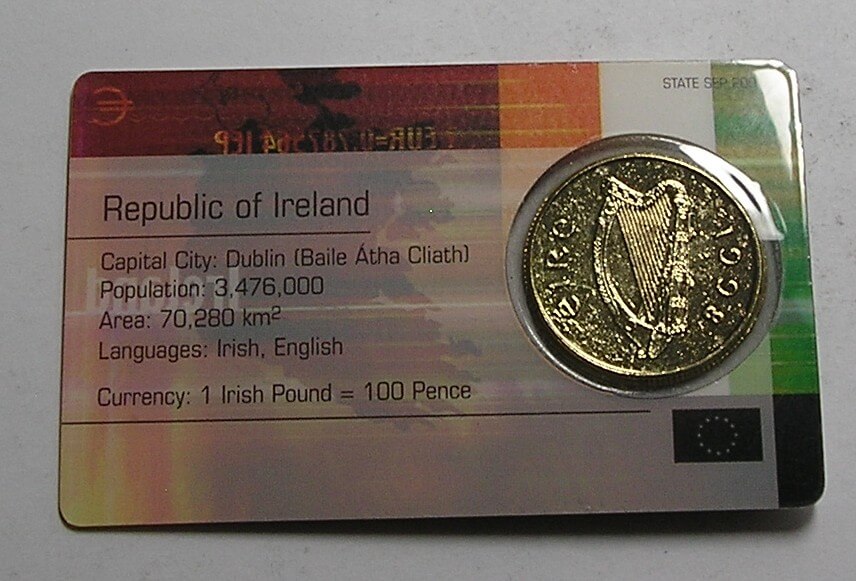 STATE SEP 200
Republic of Ireland
Capital City: Dublin (Baile Átha Cliath)
Population: 3,476,000
Area: 70,280 km²
Languages: Irish, English
Currency: 1 Irish Pound = 100 Pence